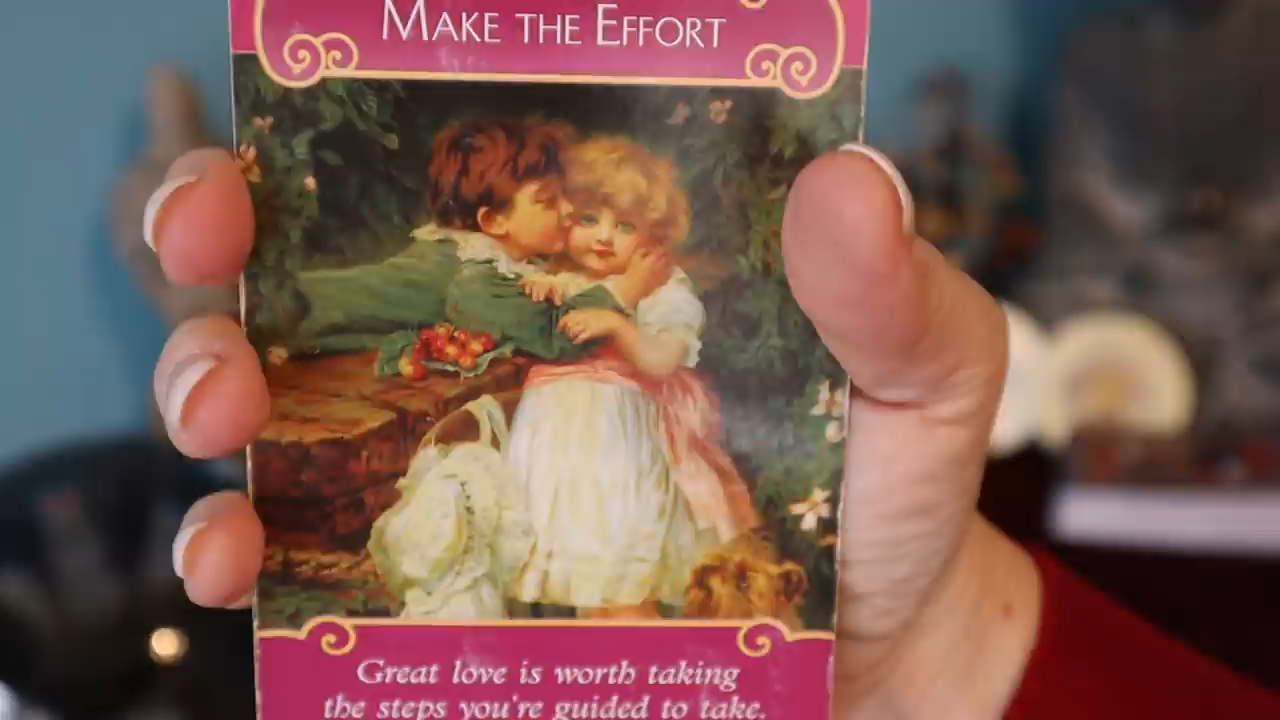 Make the Effort
Great love is worth taking
the steps you're guided to take.